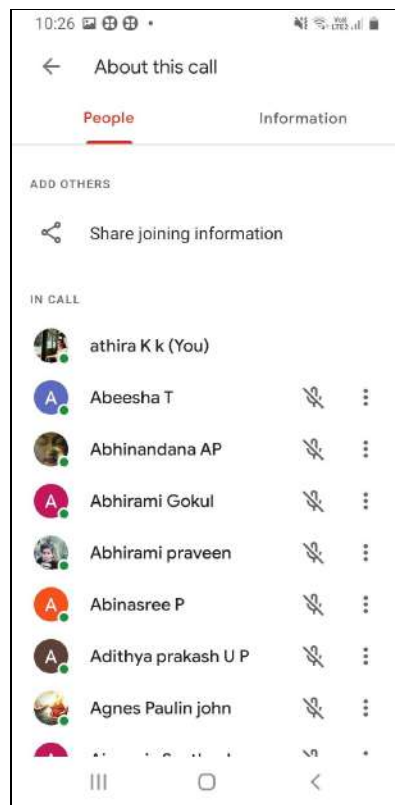 10:26
About this call
People Information
ADD OTHERS
Share joining information
IN CALL
athira K k (You)
A Abeesha T
Abhinandana AP
A Abhirami Gokul
Abhirami praveen
A Abinasree P
A Adithya prakash U P
Agnes Paulin john